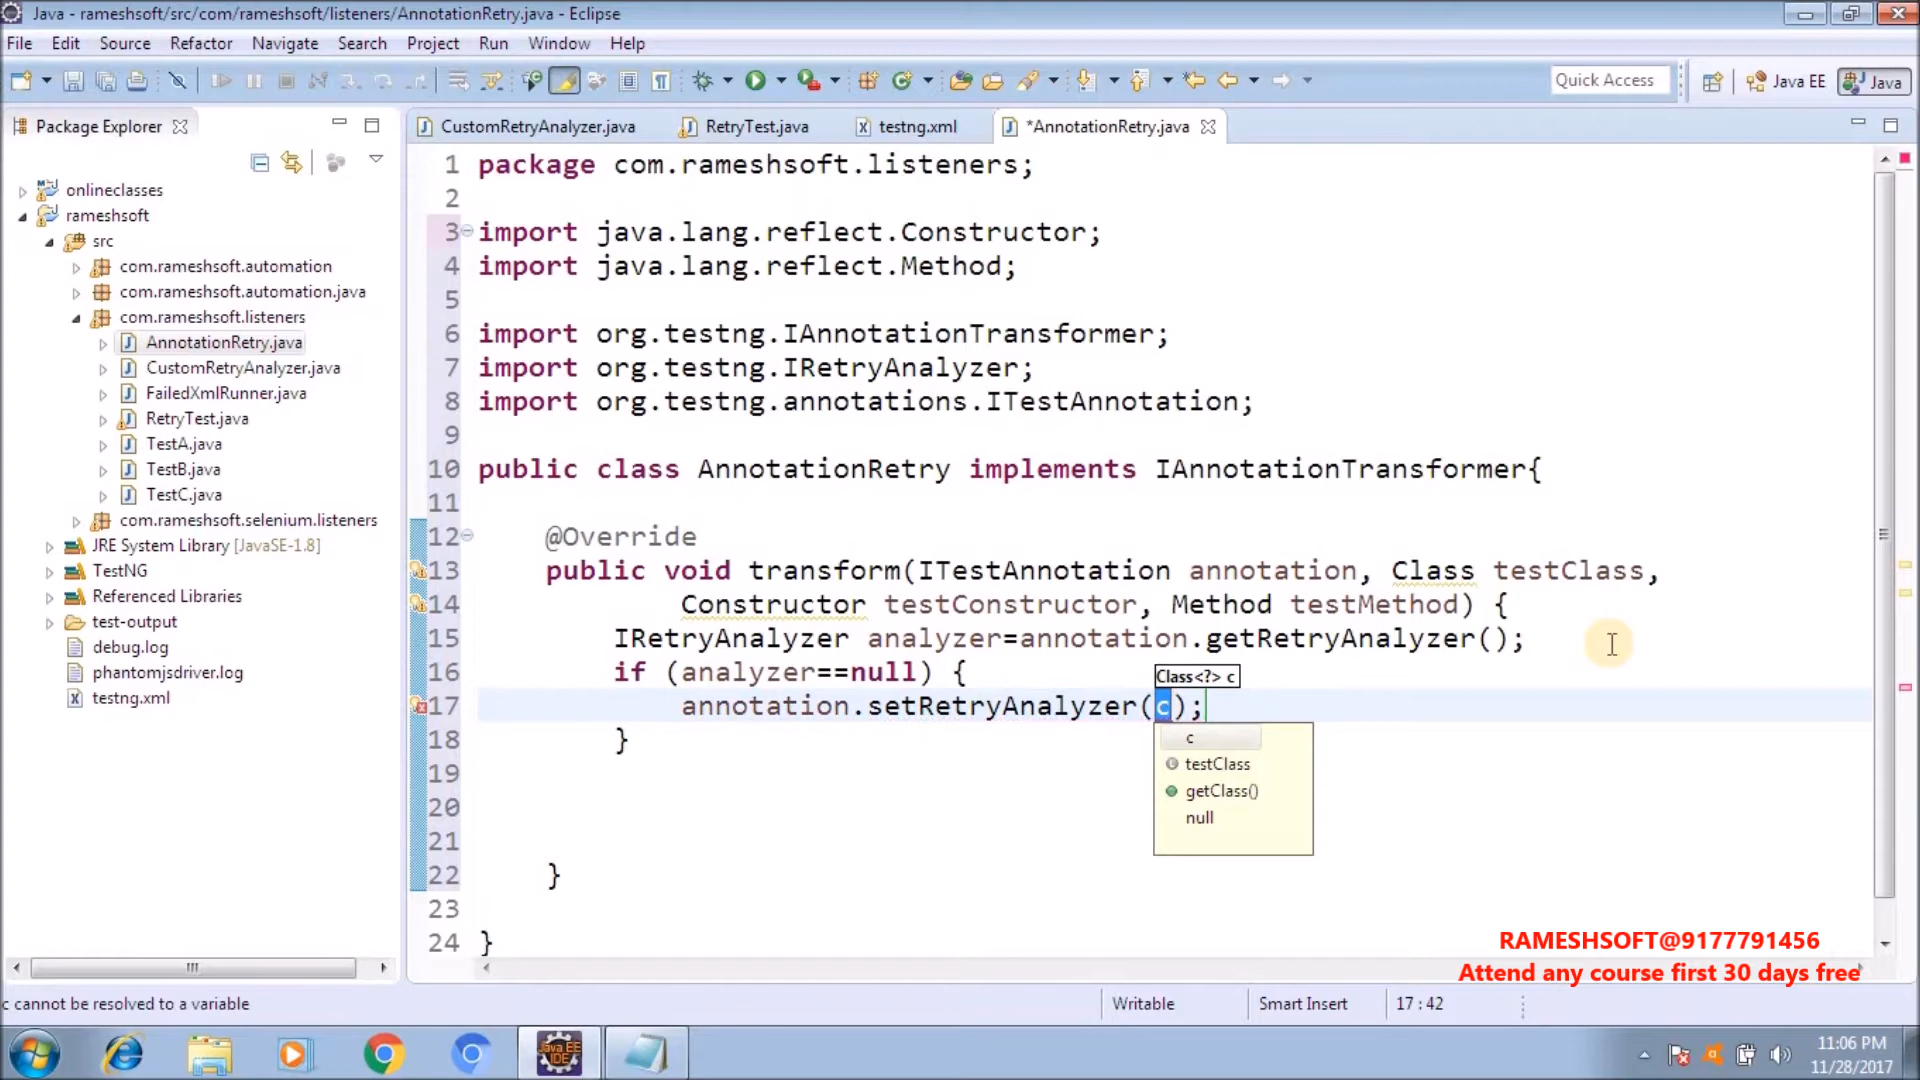 Java - rameshsoft/src/com/rameshsoft/listeners/AnnotationRetry.java - Eclipse
File Edit Source Refactor Navigate Search Project Run Window Help
Quick Access
Java EE
Java
Package Explorer
onlineclasses
rameshsoft
src
com.rameshsoft.automation
com.rameshsoft.automation.java
com.rameshsoft.listeners
AnnotationRetry.java
CustomRetryAnalyzer.java
FailedXmlRunner.java
RetryTest.java
TestA.java
TestB.java
TestC.java
com.rameshsoft.selenium.listeners
JRE System Library [JavaSE-1.8]
TestNG
Referenced Libraries
test-output
debug.log
phantomjsdriver.log
testng.xml
CustomRetryAnalyzer.java RetryTest.java testng.xml *AnnotationRetry.java
1 package com.rameshsoft.listeners;
2
3 import java.lang.reflect.Constructor;
4 import java.lang.reflect.Method;
5
6 import org.testng.IAnnotationTransformer;
7 import org.testng.IRetryAnalyzer;
8 import org.testng.annotations.ITestAnnotation;
9
10 public class AnnotationRetry implements IAnnotationTransformer{
11
12 @Override
13 public void transform(ITestAnnotation annotation, Class testClass,
14 Constructor testConstructor, Method testMethod) {
15 IRetryAnalyzer analyzer=annotation.getRetryAnalyzer();
16 if (analyzer==null) {
Class<?> c
17 annotation.setRetryAnalyzer(c);
c
testClass
getClass()
null
18 }
19
20
21
22 }
23
24 }
RAMESHSOFT@9177791456
Attend any course first 30 days free
c cannot be resolved to a variable
Writable
Smart Insert
17 : 42
Java EE
IDE
11:06 PM
11/28/2017